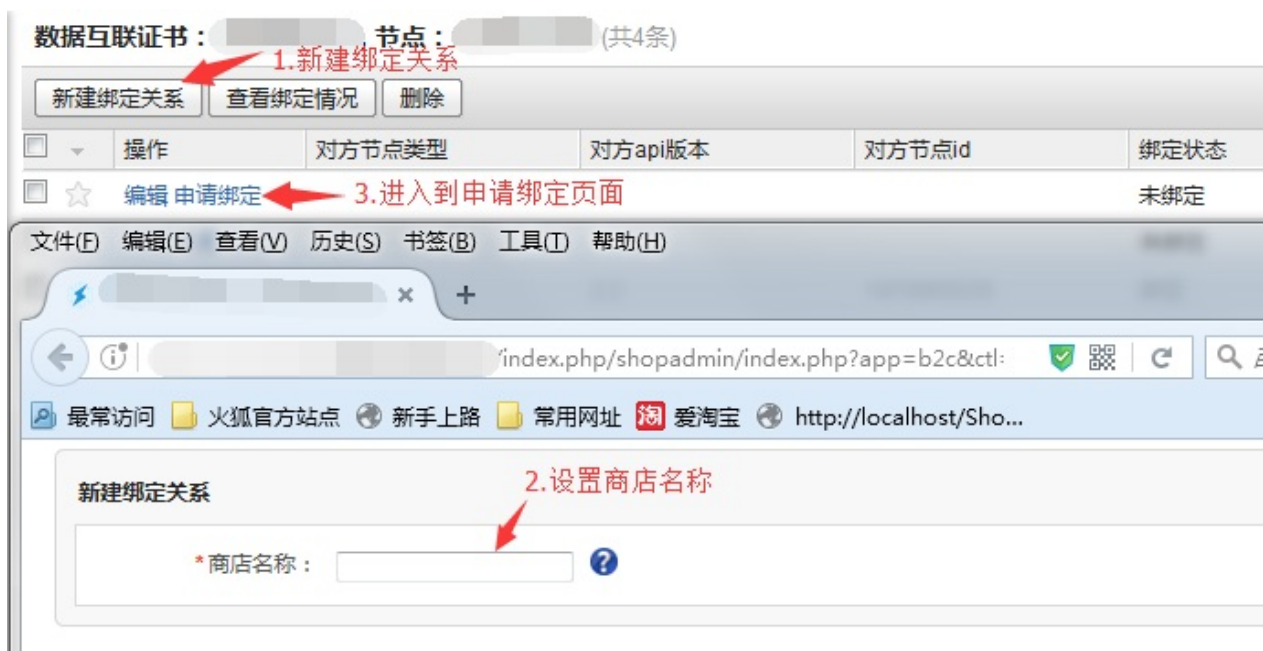 数据互联证书： ，节点： (共4条)
1.新建绑定关系
新建绑定关系 查看绑定情况 删除
操作 对方节点类型 对方api版本 对方节点id 绑定状态
编辑 申请绑定 3.进入到申请绑定页面 未绑定
文件(F) 编辑(E) 查看(V) 历史(S) 书签(B) 工具(T) 帮助(H)
/index.php/shopadmin/index.php?app=b2c&ctl=
最常访问 火狐官方站点 新手上路 常用网址 淘 爱淘宝 http://localhost/Sho...
新建绑定关系
2.设置商店名称
*商店名称：